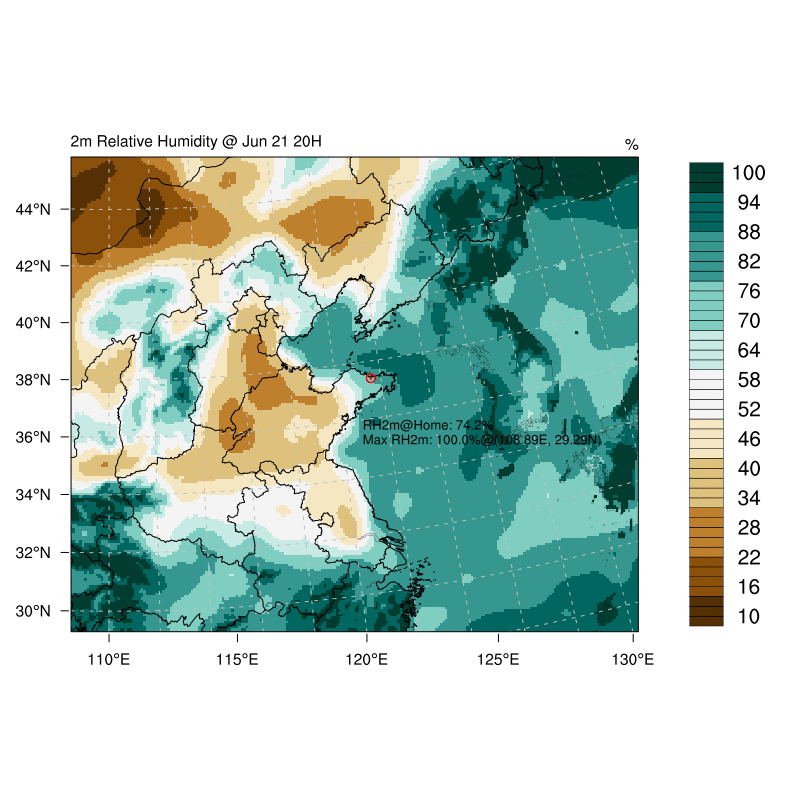 2m Relative Humidity @ Jun 21 20H
%
100
94
88
82
76
70
64
58
52
46
40
34
28
22
16
10
44°N
42°N
40°N
38°N
36°N
34°N
32°N
30°N
RH2m@Home: 74.2%
Max RH2m: 100.0%@(108.89E, 29.29N)
110°E 115°E 120°E 125°E 130°E